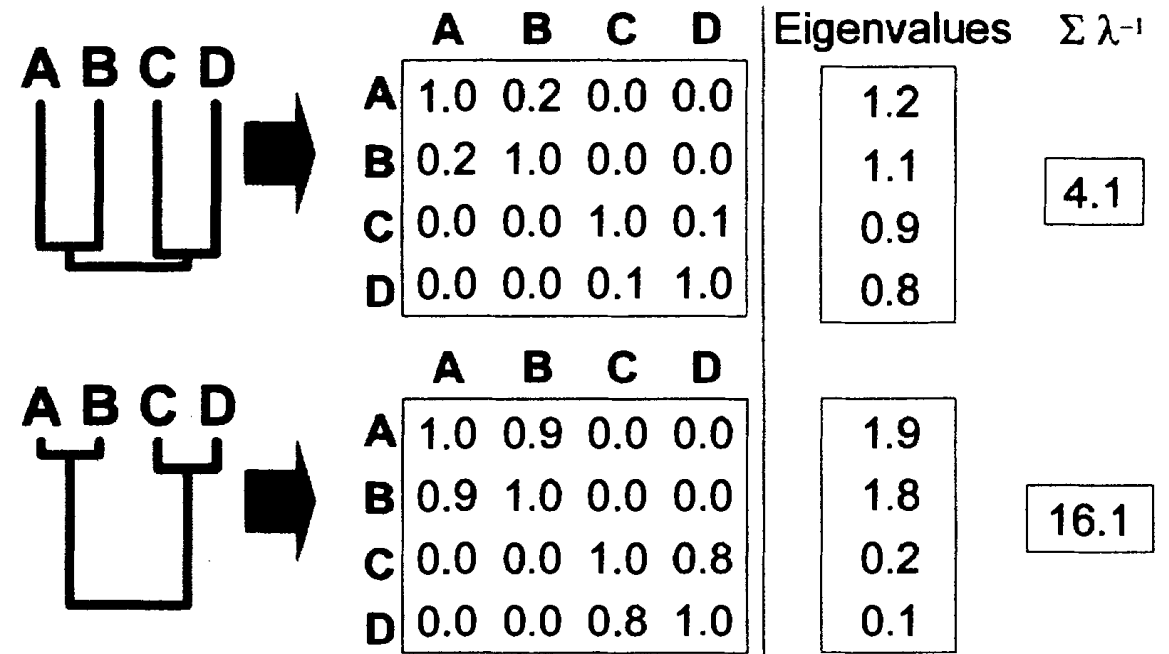 A B C D Eigenvalues Σ λ⁻¹
A B C D
A 1.0 0.2 0.0 0.0 1.2
B 0.2 1.0 0.0 0.0 1.1
4.1
C 0.0 0.0 1.0 0.1 0.9
D 0.0 0.0 0.1 1.0 0.8
A B C D
A B C D
A 1.0 0.9 0.0 0.0 1.9
B 0.9 1.0 0.0 0.0 1.8
16.1
C 0.0 0.0 1.0 0.8 0.2
D 0.0 0.0 0.8 1.0 0.1